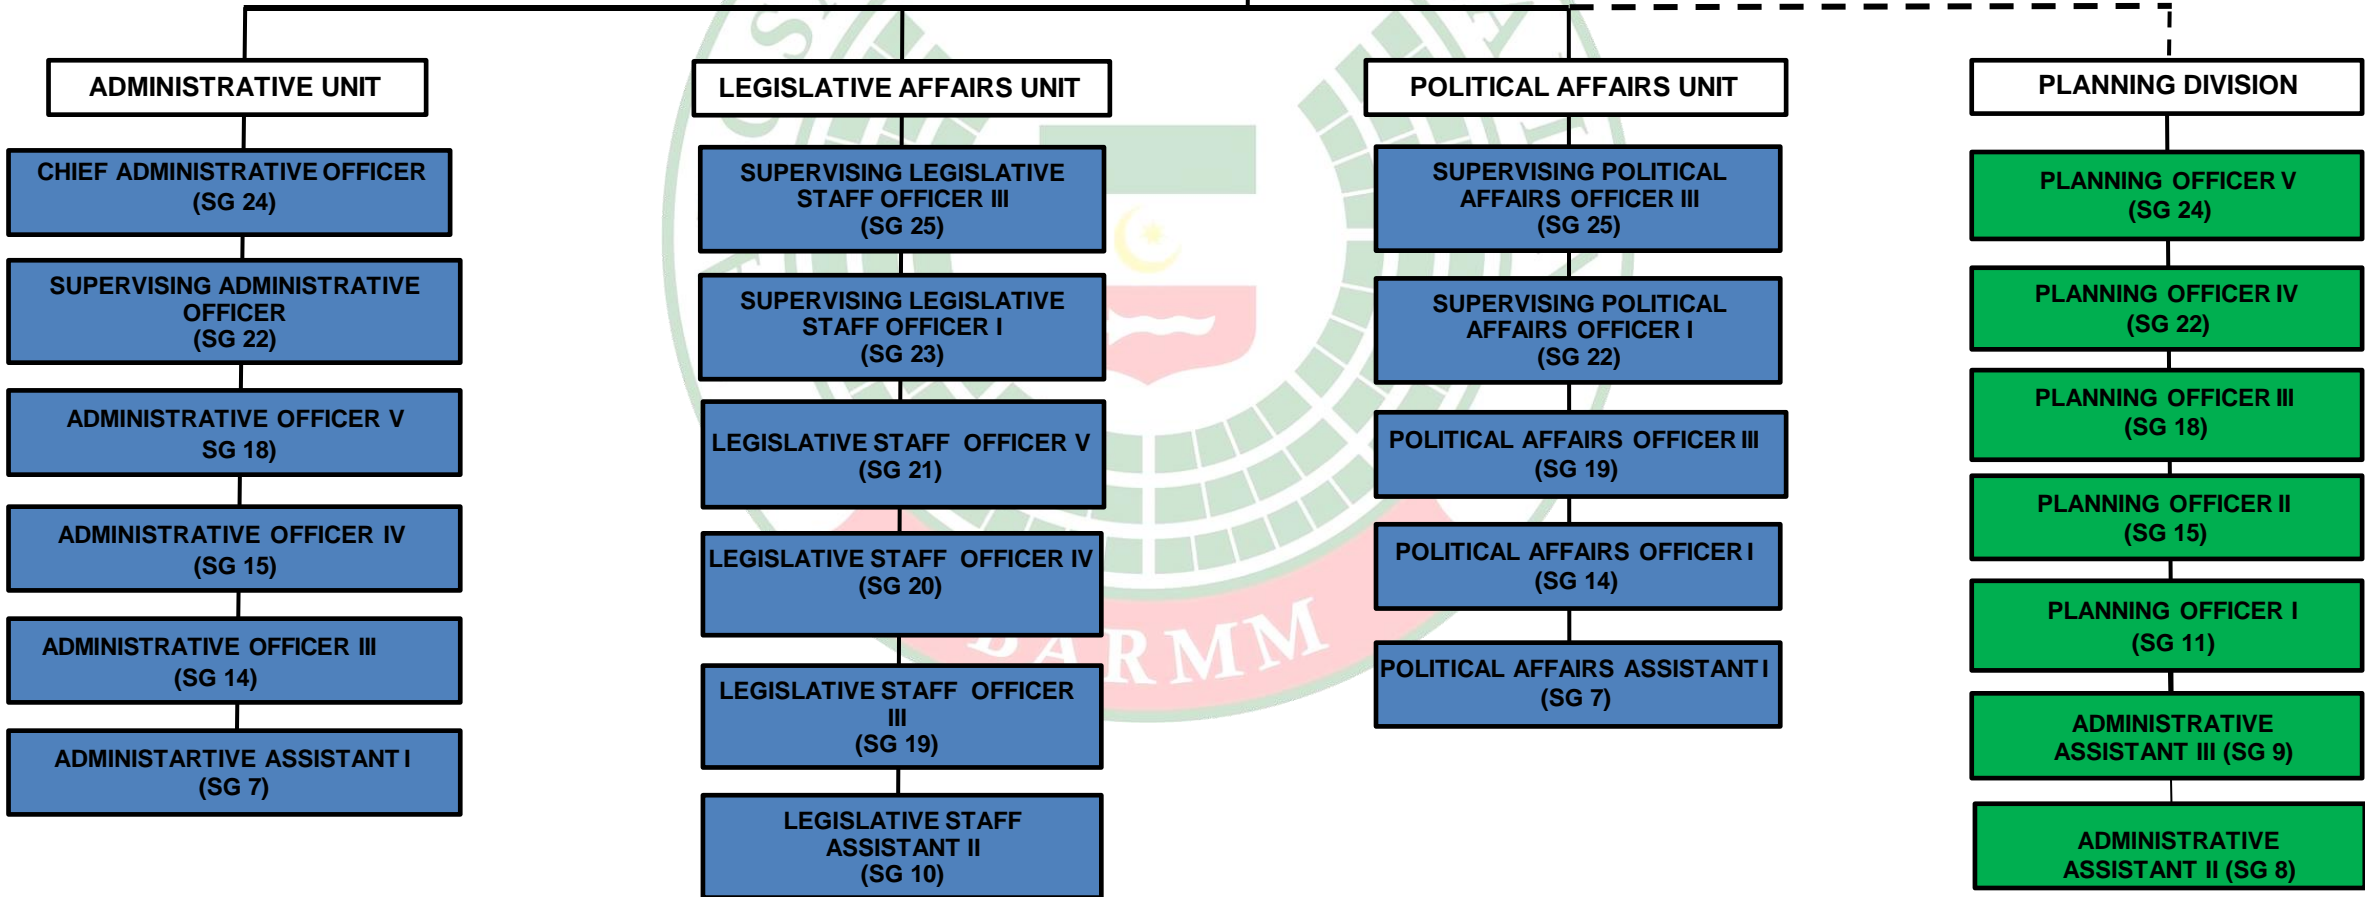 ADMINISTRATIVE UNIT
CHIEF ADMINISTRATIVE OFFICER
(SG 24)
SUPERVISING ADMINISTRATIVE
OFFICER
(SG 22)
ADMINISTRATIVE OFFICER V
SG 18)
ADMINISTRATIVE OFFICER IV
(SG 15)
ADMINISTRATIVE OFFICER III
(SG 14)
ADMINISTARTIVE ASSISTANT I
(SG 7)
LEGISLATIVE AFFAIRS UNIT
SUPERVISING LEGISLATIVE
STAFF OFFICER III
(SG 25)
SUPERVISING LEGISLATIVE
STAFF OFFICER I
(SG 23)
LEGISLATIVE STAFF OFFICER V
(SG 21)
LEGISLATIVE STAFF OFFICER IV
(SG 20)
LEGISLATIVE STAFF OFFICER
III
(SG 19)
LEGISLATIVE STAFF
ASSISTANT II
(SG 10)
POLITICAL AFFAIRS UNIT
SUPERVISING POLITICAL
AFFAIRS OFFICER III
(SG 25)
SUPERVISING POLITICAL
AFFAIRS OFFICER I
(SG 22)
POLITICAL AFFAIRS OFFICER III
(SG 19)
POLITICAL AFFAIRS OFFICER I
(SG 14)
POLITICAL AFFAIRS ASSISTANT I
(SG 7)
PLANNING DIVISION
PLANNING OFFICER V
(SG 24)
PLANNING OFFICER IV
(SG 22)
PLANNING OFFICER III
(SG 18)
PLANNING OFFICER II
(SG 15)
PLANNING OFFICER I
(SG 11)
ADMINISTRATIVE
ASSISTANT III (SG 9)
ADMINISTRATIVE
ASSISTANT II (SG 8)
BARMM